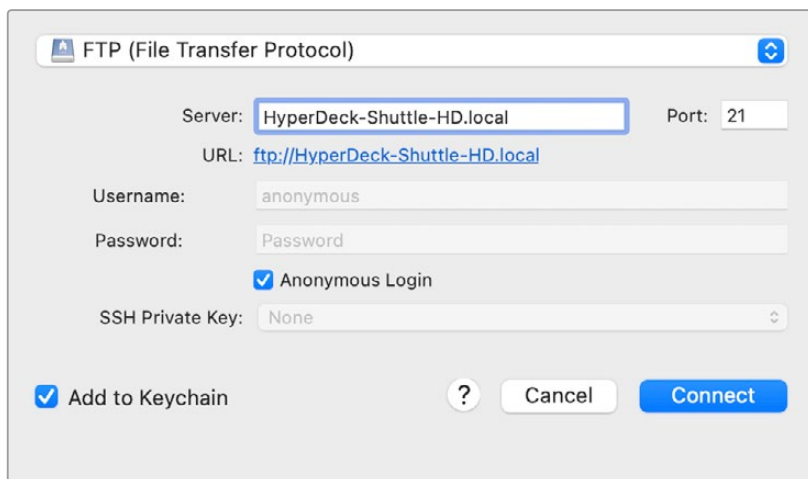 FTP (File Transfer Protocol)
Server: HyperDeck-Shuttle-HD.local Port: 21
URL: ftp://HyperDeck-Shuttle-HD.local
Username: anonymous
Password: Password
Anonymous Login
SSH Private Key: None
Add to Keychain ? Cancel Connect